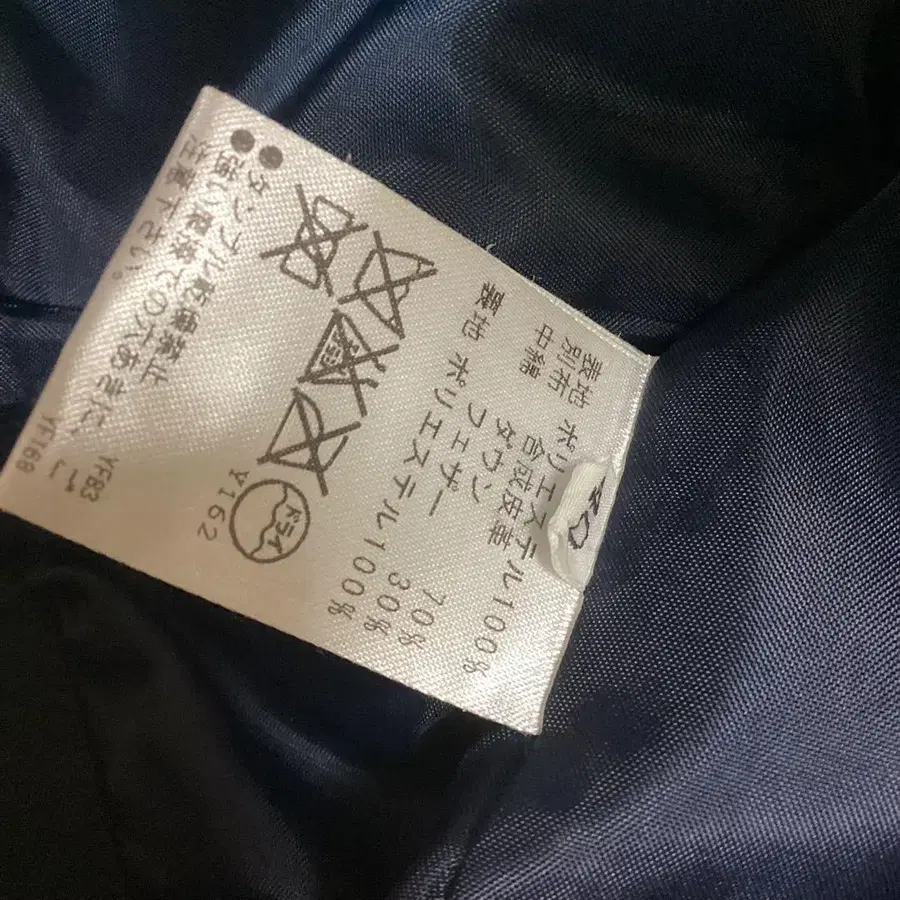 40
表地 ポリエステル100%
別布 合成皮革
中綿 ダウン 70%
フェザー 30%
裏地 ポリエステル100%
ドライ
Y162
●タンブル乾燥禁止
YF83
●強い摩擦での穴あきにご
注意下さい。
YF168